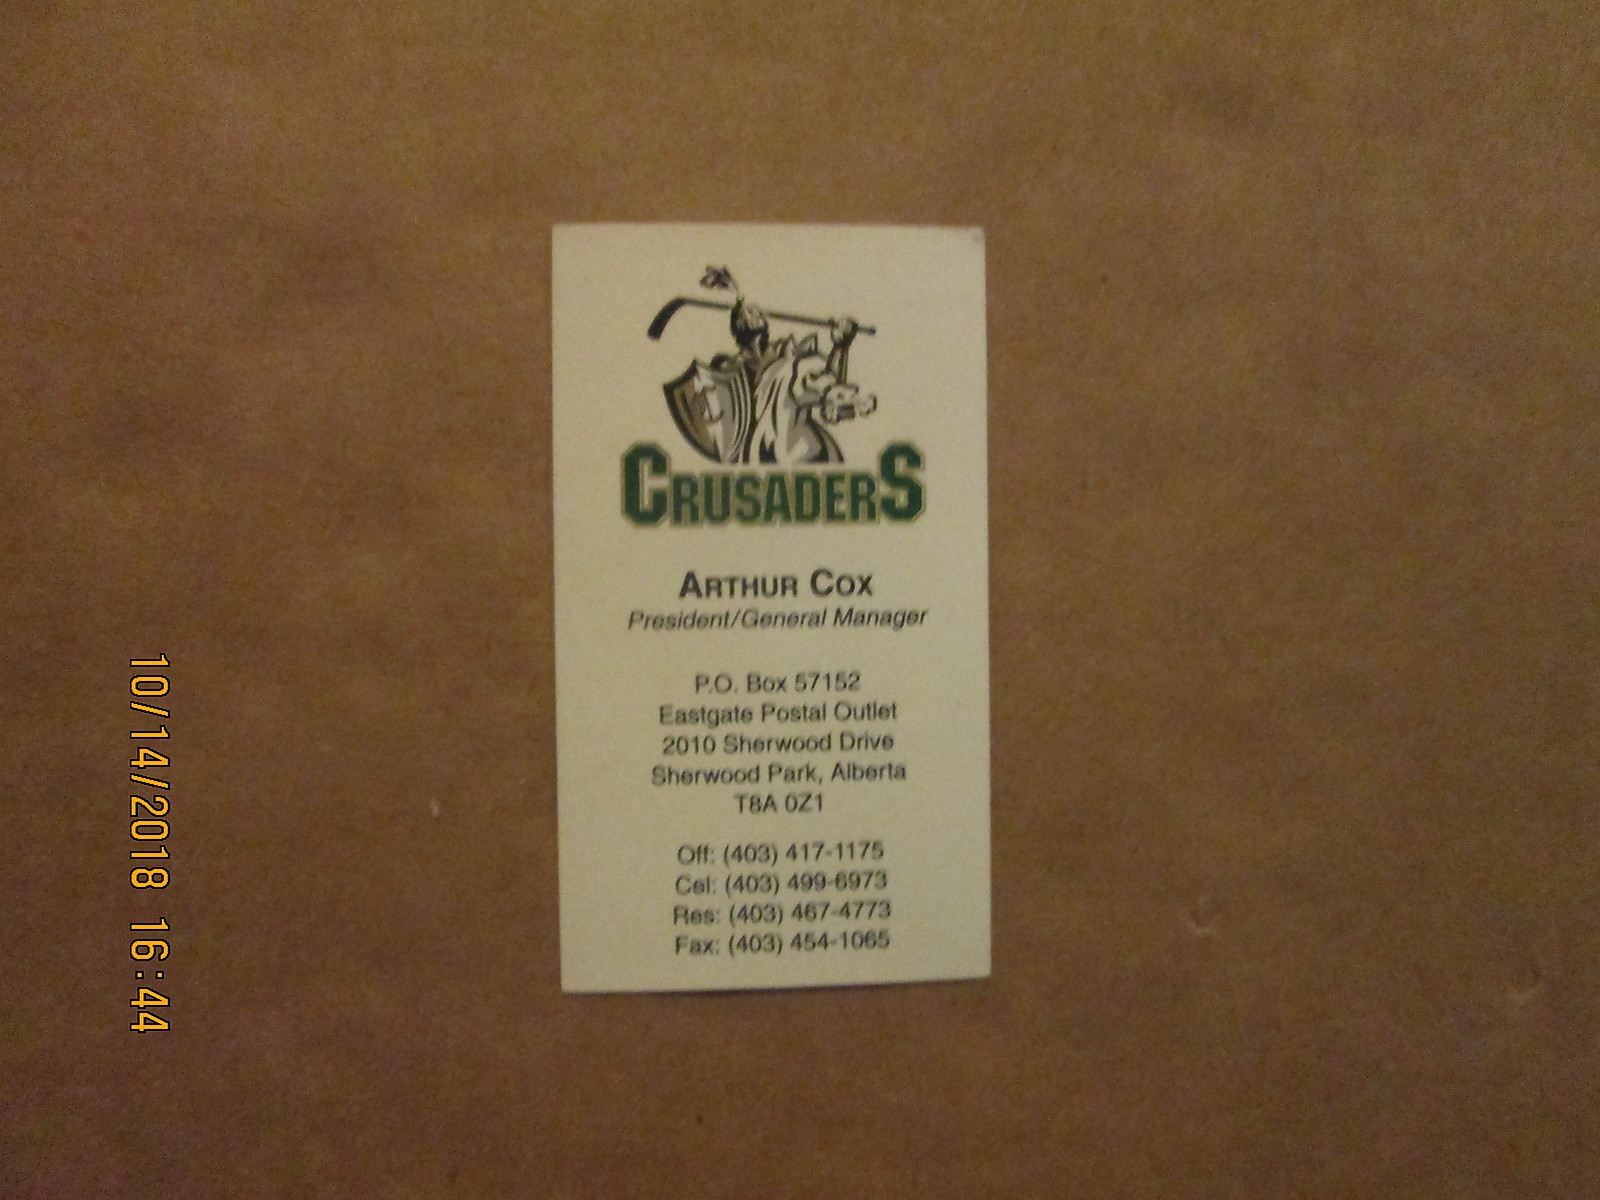 CRUSADERS
ARTHUR COX
President/General Manager
P.O. Box 57152
Eastgate Postal Outlet
2010 Sherwood Drive
Sherwood Park, Alberta
T8A 0Z1
Off: (403) 417-1175
Cel: (403) 499-6973
Res: (403) 467-4773
Fax: (403) 454-1065
10/14/2018 16:44